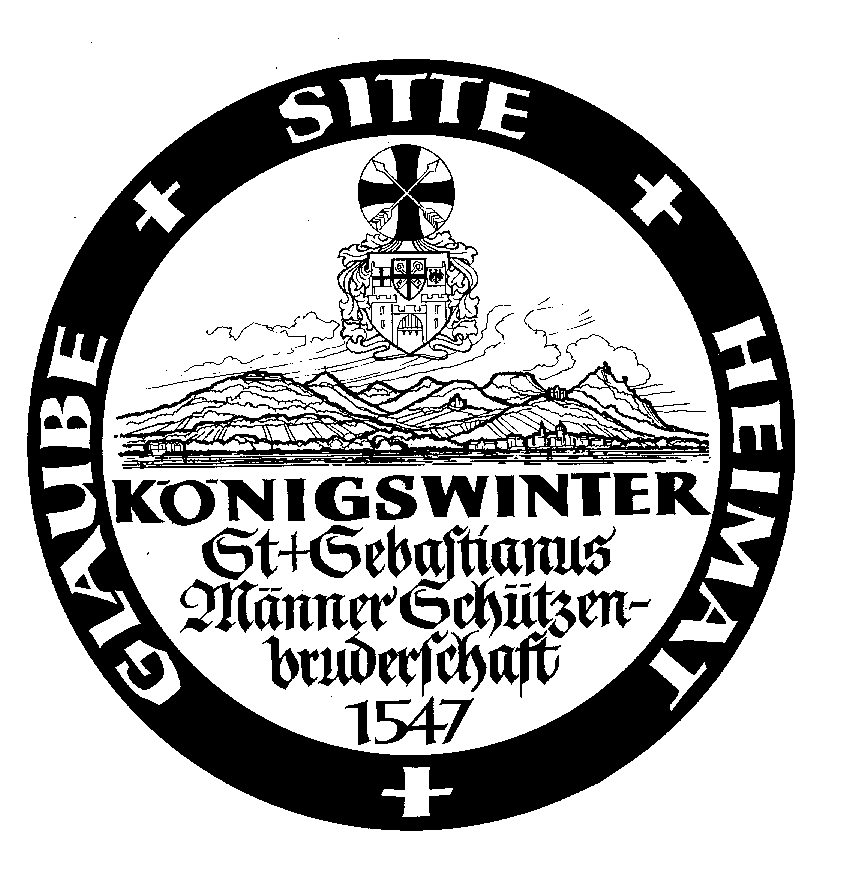 GLAUBE + SITTE + HEIMAT +
KÖNIGSWINTER
St+Sebaſtianus
Männer Schützen-
bruderſchaft
1547